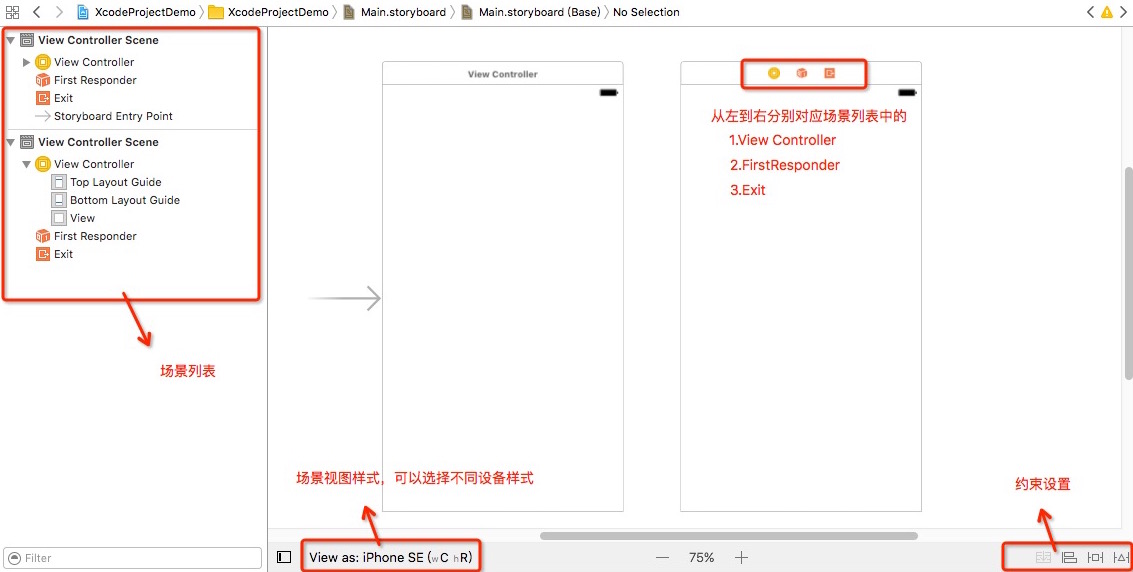 XcodeProjectDemo XcodeProjectDemo Main.storyboard Main.storyboard (Base) No Selection
View Controller Scene
View Controller
First Responder
Exit
Storyboard Entry Point
View Controller Scene
View Controller
Top Layout Guide
Bottom Layout Guide
View
First Responder
Exit
场景列表
Filter
View Controller
从左到右分别对应场景列表中的
1.View Controller
2.FirstResponder
3.Exit
场景视图样式，可以选择不同设备样式
约束设置
View as: iPhone SE (wC hR)
75%